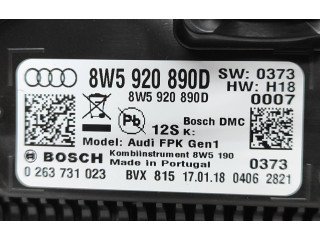 8W5 920 890D SW: 0373
8W5 920 890D HW: H18
0007
Pb 12S K: Bosch DMC
Model: Audi FPK Gen1
BOSCH Kombiinstrument 8W5 190
Made in Portugal 0373
0 263 731 023 BVX 815 17.01.18 0406 2821